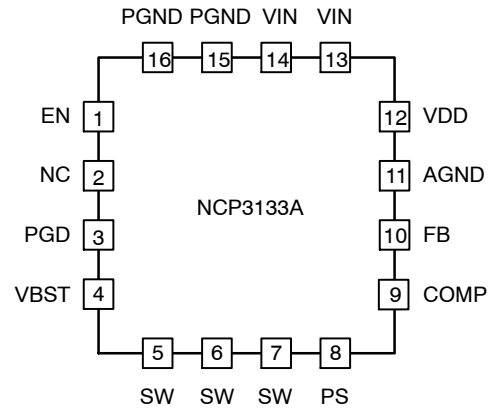 PGND PGND VIN VIN
16 15 14 13
EN 1 12 VDD
NC 2 11 AGND
NCP3133A
PGD 3 10 FB
VBST 4 9 COMP
5 6 7 8
SW SW SW PS